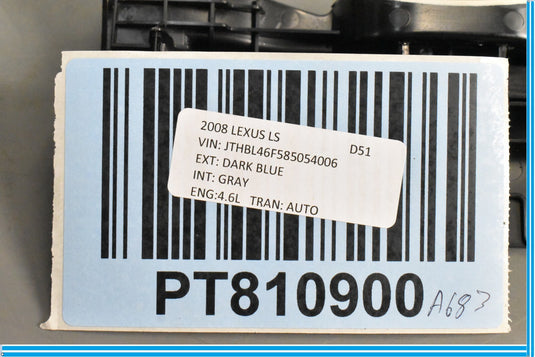 2008 LEXUS LS D51
VIN: JTHBL46F585054006
EXT: DARK BLUE
INT: GRAY
ENG:4.6L TRAN: AUTO
PT810900
A683